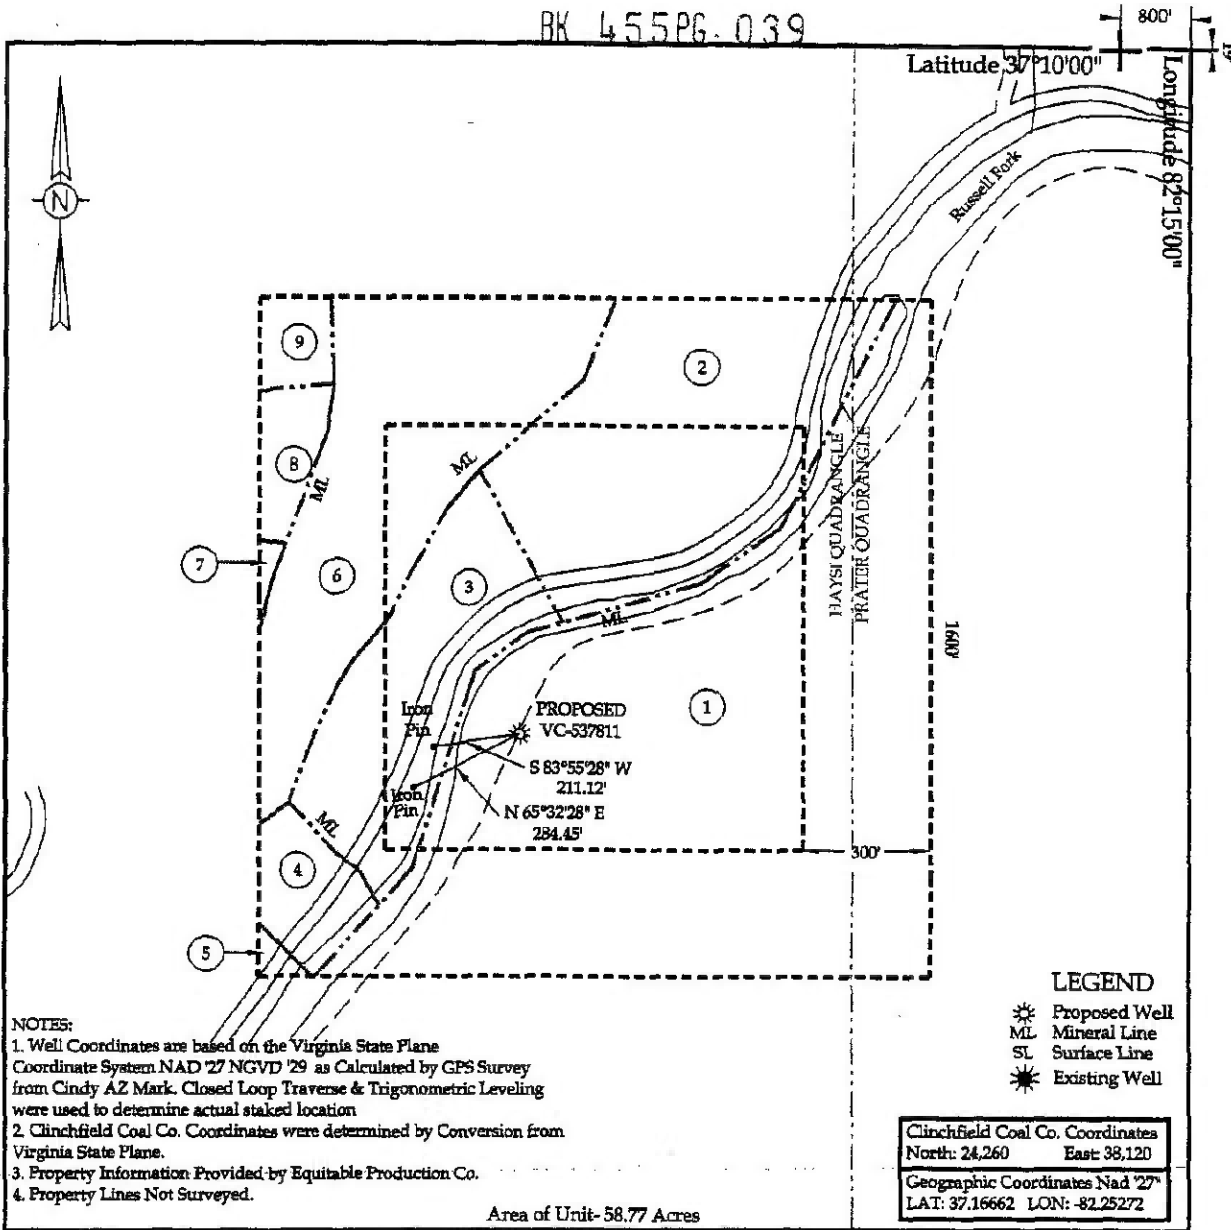 BK 455PG. 039
800'
Latitude 37°10'00"
Longitude 82°15'00"
N
Russell Fork
9
2
8
ML
ML
HAYSI QUADRANGLE
PRATER QUADRANGLE
7
6
3
ML
1600'
1
Iron
Pin
PROPOSED
VC-537811
S 83°55'28" W
211.12'
Iron
Pin
N 65°32'28" E
284.45'
ML
300'
4
5
LEGEND
Proposed Well
ML Mineral Line
SL Surface Line
Existing Well
NOTES:
1. Well Coordinates are based on the Virginia State Plane
Coordinate System NAD '27 NGVD '29 as Calculated by GPS Survey
from Cindy AZ Mark. Closed Loop Traverse & Trigonometric Leveling
were used to determine actual staked location
2. Clinchfield Coal Co. Coordinates were determined by Conversion from
Virginia State Plane.
3. Property Information Provided by Equitable Production Co.
4. Property Lines Not Surveyed.
Clinchfield Coal Co. Coordinates
North: 24,260 East: 38,120
Geographic Coordinates Nad '27'
LAT: 37.16662 LON: -82.25272
Area of Unit- 58.77 Acres